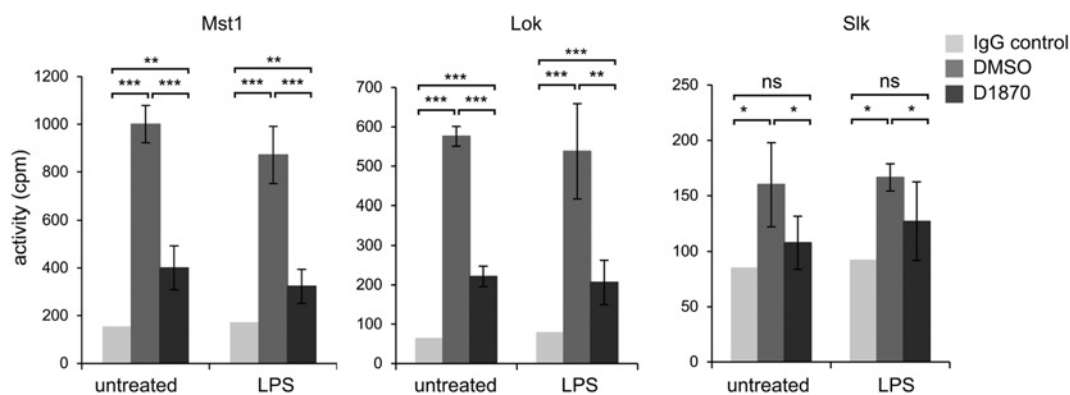 Mst1
Lok
Slk
IgG control
DMSO
D1870
activity (cpm)
1200
1000
800
600
400
200
0
**
*** ***
**
*** ***
untreated LPS
700
600
500
400
300
200
100
0
***
*** ***
***
*** **
untreated LPS
250
200
150
100
50
0
ns
* *
ns
* *
untreated LPS